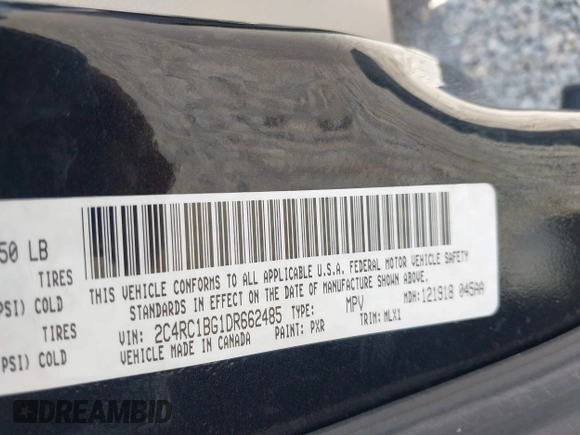 50 LB
TIRES
PSI) COLD
TIRES
PSI) COLD
THIS VEHICLE CONFORMS TO ALL APPLICABLE U.S.A. FEDERAL MOTOR VEHICLE SAFETY
STANDARDS IN EFFECT ON THE DATE OF MANUFACTURE SHOWN ABOVE.
VIN: 2C4RC1BG1DR662485 TYPE: MPV MDH: 121918 045AA
VEHICLE MADE IN CANADA PAINT: PXR TRIM: MLX1
DREAMBID